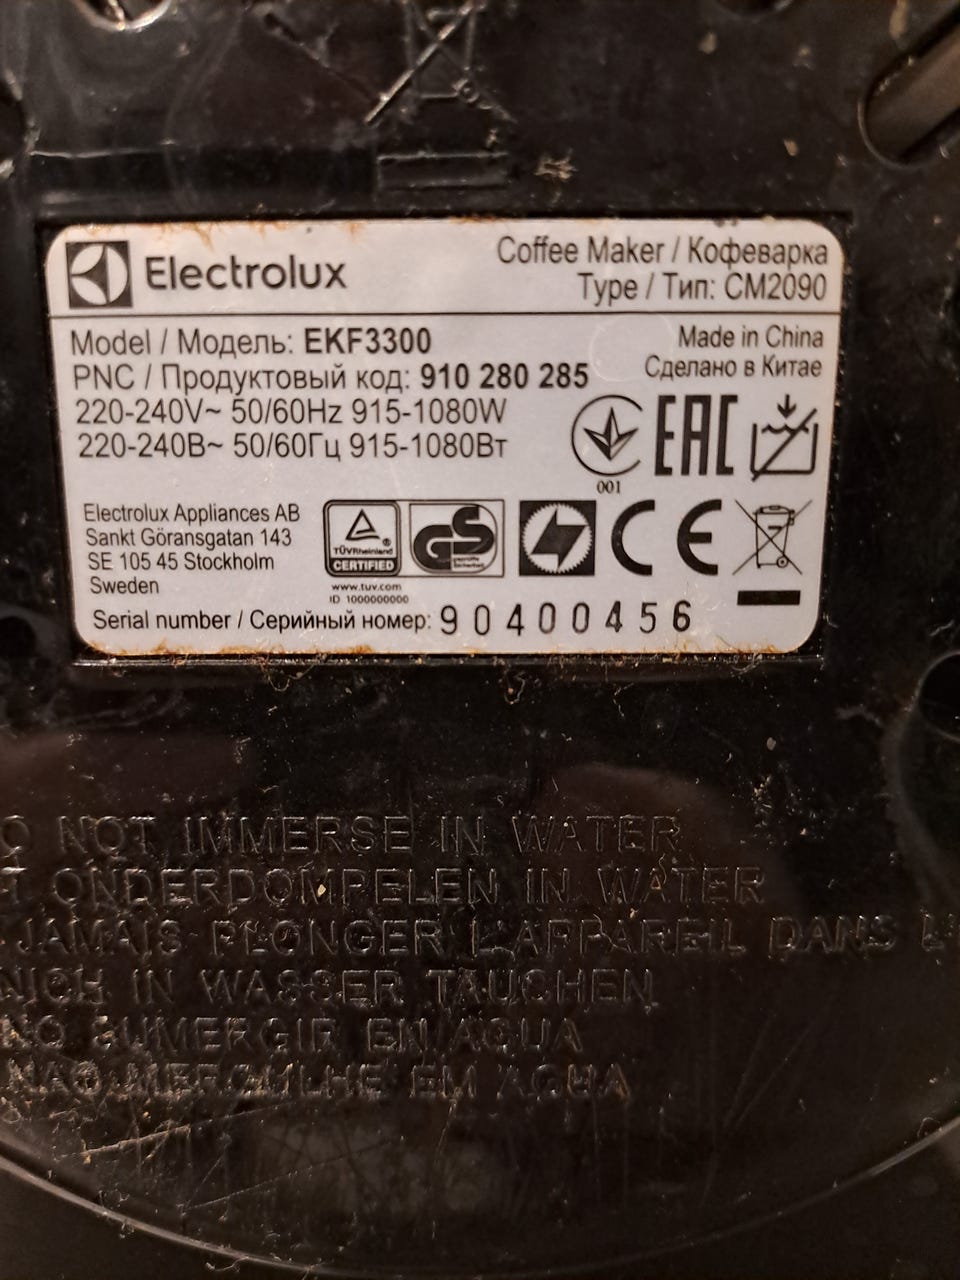 Electrolux
Coffee Maker / Кофеварка
Type / Тип: CM2090
Model / Модель: EKF3300
Made in China
Сделано в Китае
PNC / Продуктовый код: 910 280 285
220-240V~ 50/60Hz 915-1080W
220-240В~ 50/60Гц 915-1080Вт
001
EAC
Electrolux Appliances AB
Sankt Göransgatan 143
SE 105 45 Stockholm
Sweden
TÜVRheinland
®
CERTIFIED
www.tuv.com
ID 1000000000
GS
geprüfte
Sicherheit
CE
Serial number / Серийный номер: 90400456
NOT IMMERSE IN WATER
ONDERDOMPELEN IN WATER
JAMAIS PLONGER L'APPAREIL DANS
IN WASSER TAUCHEN
NO SUMERGIR EN AGUA
EM AGUA